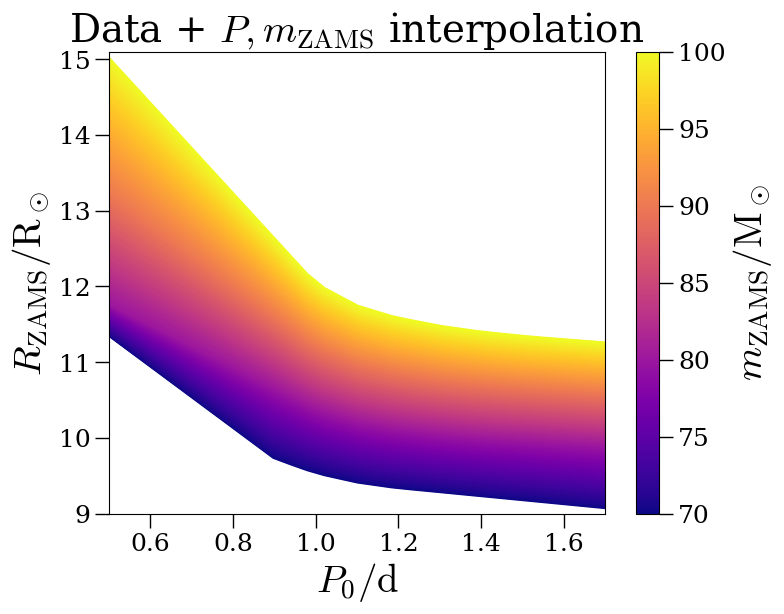 Data + P, m_ZAMS interpolation
15
14
13
12
11
10
9
R_ZAMS/R_⊙
0.6 0.8 1.0 1.2 1.4 1.6
P_0/d
100
95
90
85
80
75
70
m_ZAMS/M_⊙